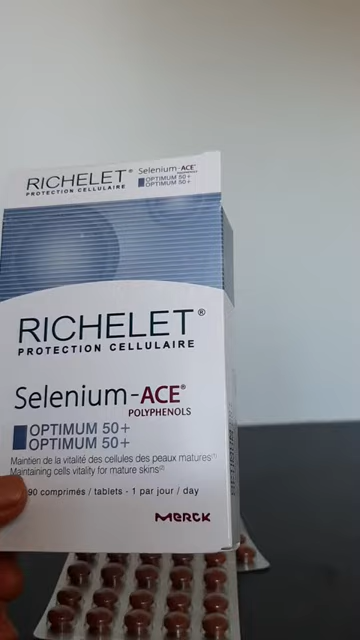 RICHELET® Selenium-ACE®
PROTECTION CELLULAIRE
OPTIMUM 50+
OPTIMUM 50+
RICHELET®
PROTECTION CELLULAIRE
Selenium-ACE®
POLYPHENOLS
OPTIMUM 50+
OPTIMUM 50+
Maintien de la vitalité des cellules des peaux matures⁽¹⁾
Maintaining cells vitality for mature skins⁽¹⁾
90 comprimés / tablets - 1 par jour / day
MERCK